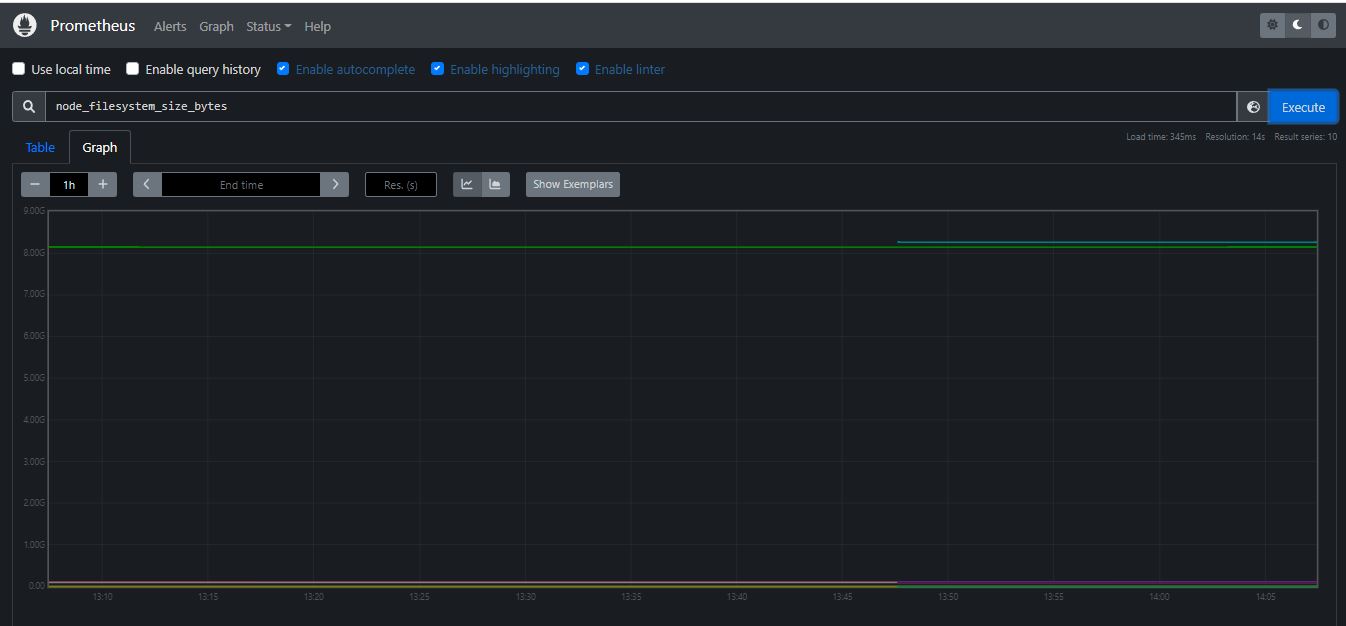 Prometheus Alerts Graph Status Help
Use local time Enable query history Enable autocomplete Enable highlighting Enable linter
node_filesystem_size_bytes Execute
Load time: 345ms Resolution: 14s Result series: 10
Table Graph
− 1h + End time Res. (s) Show Exemplars
9.00G
8.00G
7.00G
6.00G
5.00G
4.00G
3.00G
2.00G
1.00G
0.00
13:10 13:15 13:20 13:25 13:30 13:35 13:40 13:45 13:50 13:55 14:00 14:05